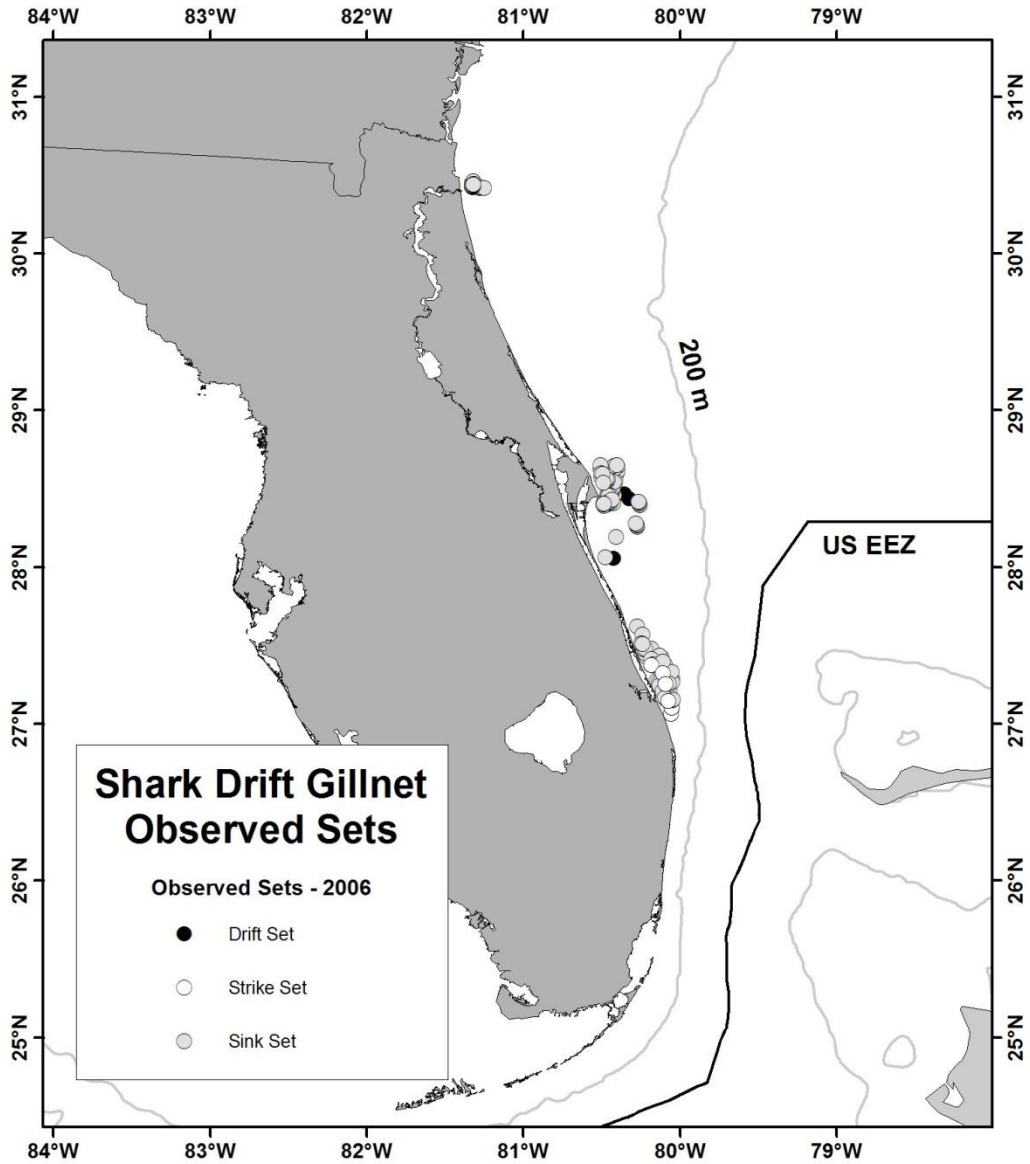 84°W 83°W 82°W 81°W 80°W 79°W
31°N 31°N
30°N 30°N
29°N 29°N
28°N 28°N
27°N 27°N
26°N 26°N
25°N 25°N
200 m
US EEZ
Shark Drift Gillnet
Observed Sets
Observed Sets - 2006
Drift Set
Strike Set
Sink Set
84°W 83°W 82°W 81°W 80°W 79°W